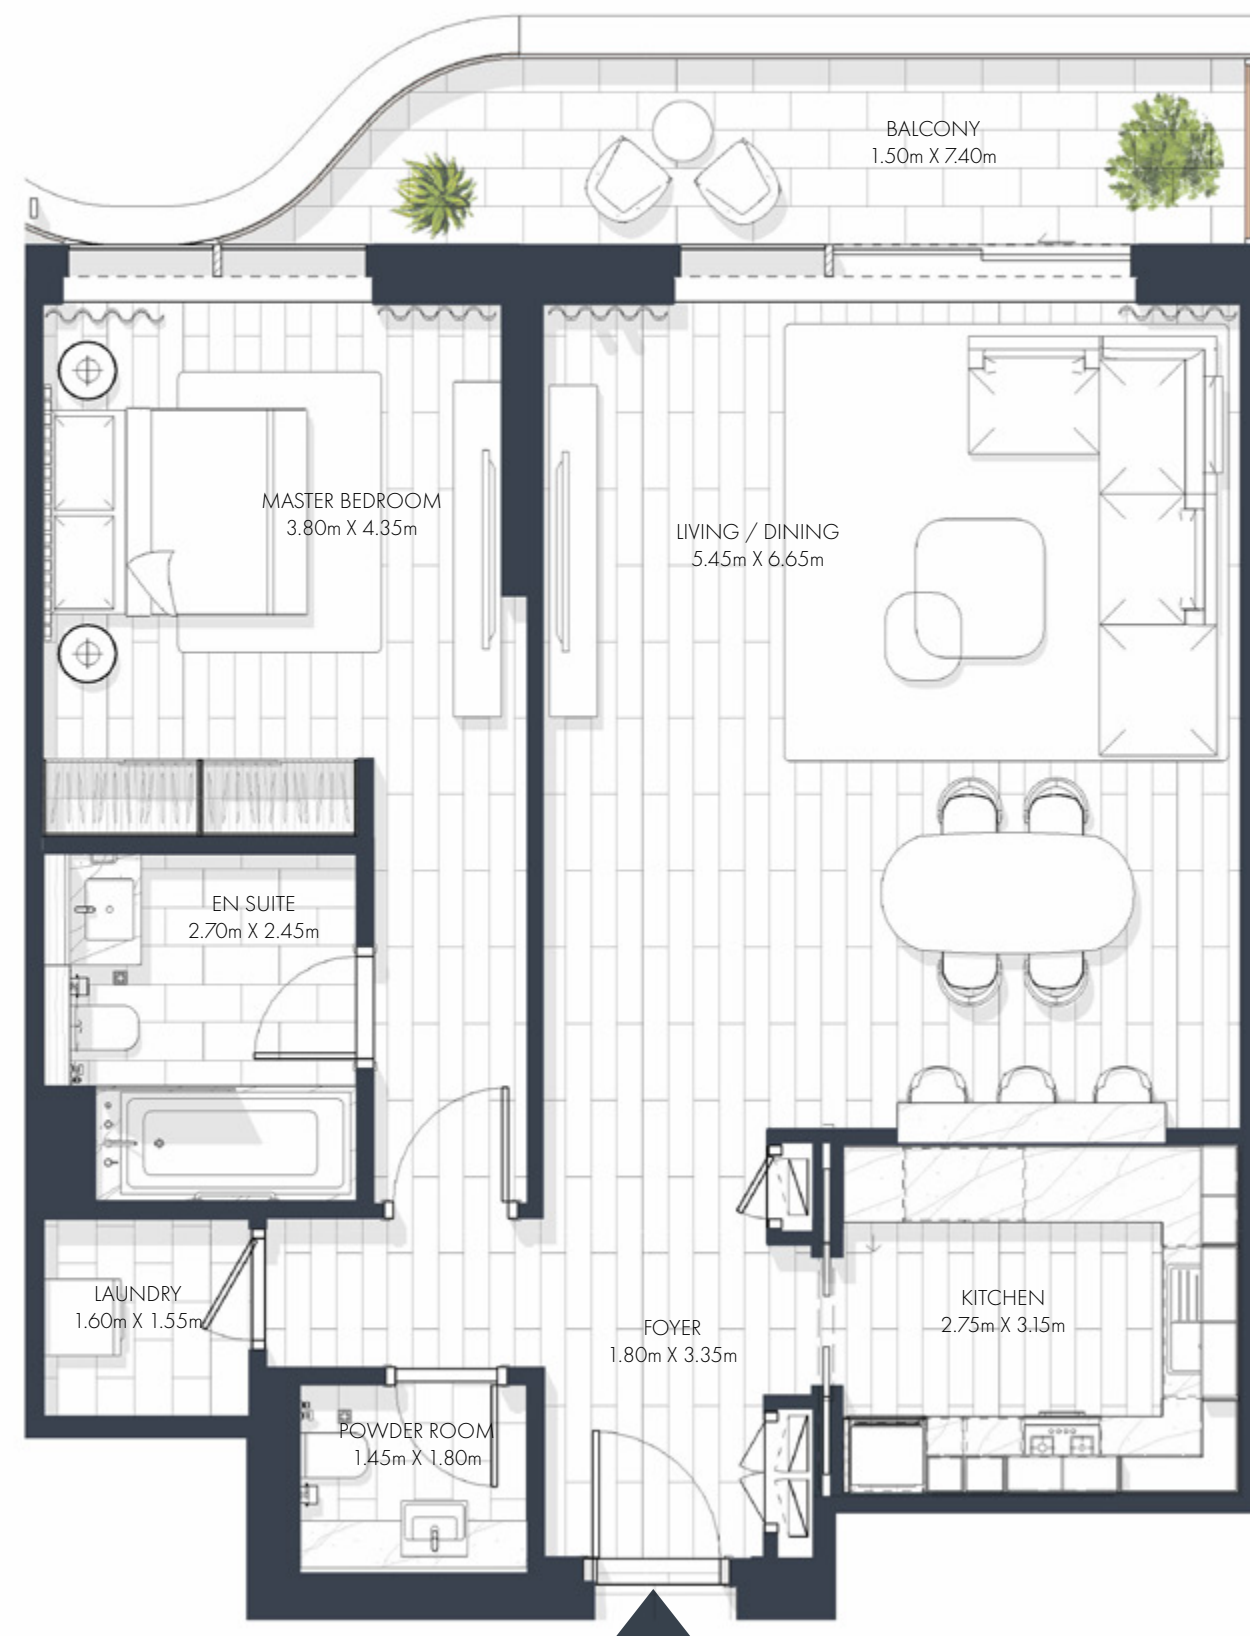 BALCONY
1.50m X 7.40m
MASTER BEDROOM
3.80m X 4.35m
LIVING / DINING
5.45m X 6.65m
EN SUITE
2.70m X 2.45m
LAUNDRY
1.60m X 1.55m
FOYER
1.80m X 3.35m
KITCHEN
2.75m X 3.15m
POWDER ROOM
1.45m X 1.80m